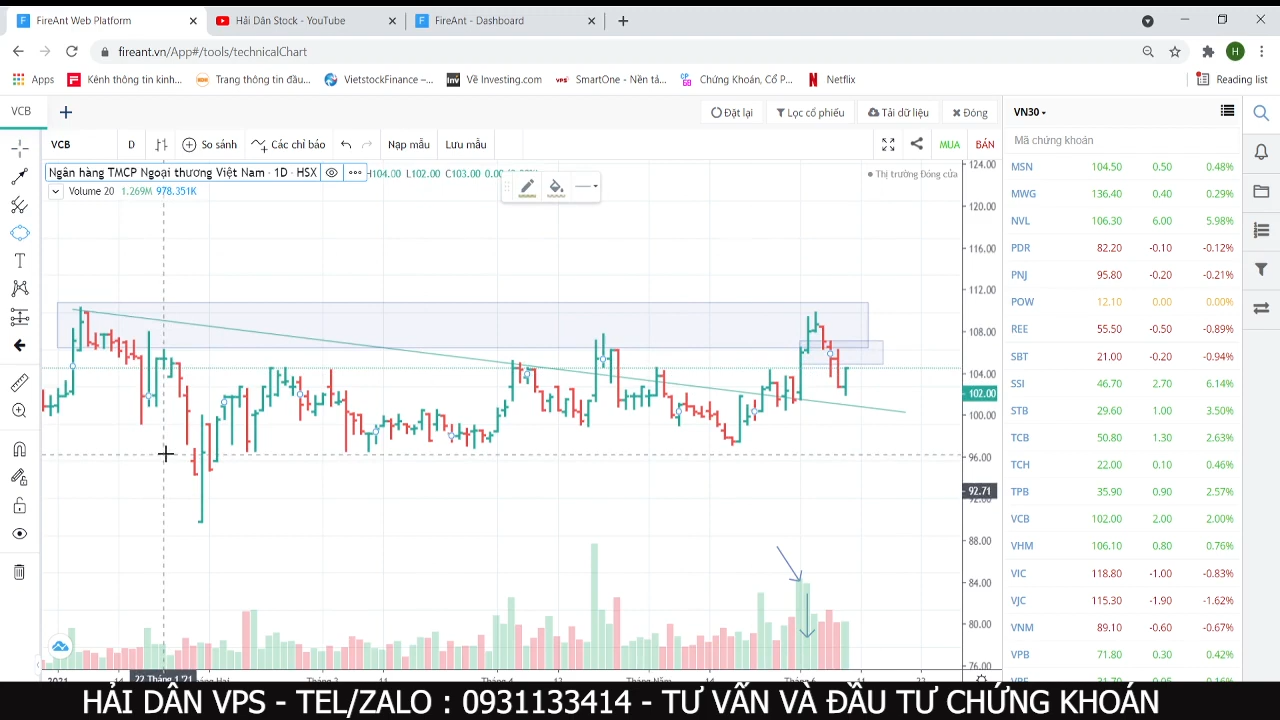 FireAnt Web Platform
Hải Dân Stock - YouTube
FireAnt - Dashboard
fireant.vn/App#/tools/technicalChart
H
Apps
Kênh thông tin kinh...
Trang thông tin đầu...
VietstockFinance –...
Về Investing.com
SmartOne - Nền tả...
Chứng Khoán, Cổ P...
Netflix
Reading list
VCB
Đặt lại
Lọc cổ phiếu
Tải dữ liệu
Đóng
VN30
VCB
D
So sánh
Các chỉ báo
Nạp mẫu
Lưu mẫu
MUA
BÁN
Mã chứng khoán
Ngân hàng TMCP Ngoại thương Việt Nam · 1D · HSX
H104.00 L102.00 C103.00
Volume 20 1.269M 978.351K
Thị trường Đóng cửa
124.00
120.00
116.00
112.00
108.00
104.00
102.00
100.00
96.00
92.71
92.00
88.00
84.00
80.00
76.00
MSN 104.50 0.50 0.48%
MWG 136.40 0.40 0.29%
NVL 106.30 6.00 5.98%
PDR 82.20 -0.10 -0.12%
PNJ 95.80 -0.20 -0.21%
POW 12.10 0.00 0.00%
REE 55.50 -0.50 -0.89%
SBT 21.00 -0.20 -0.94%
SSI 46.70 2.70 6.14%
STB 29.60 1.00 3.50%
TCB 50.80 1.30 2.63%
TCH 22.00 0.10 0.46%
TPB 35.90 0.90 2.57%
VCB 102.00 2.00 2.00%
VHM 106.10 0.80 0.76%
VIC 118.80 -1.00 -0.83%
VJC 115.30 -1.90 -1.62%
VNM 89.10 -0.60 -0.67%
VPB 71.80 0.30 0.42%
22 Tháng 1 '21
HẢI DÂN VPS - TEL/ZALO : 0931133414 - TƯ VẤN VÀ ĐẦU TƯ CHỨNG KHOÁN